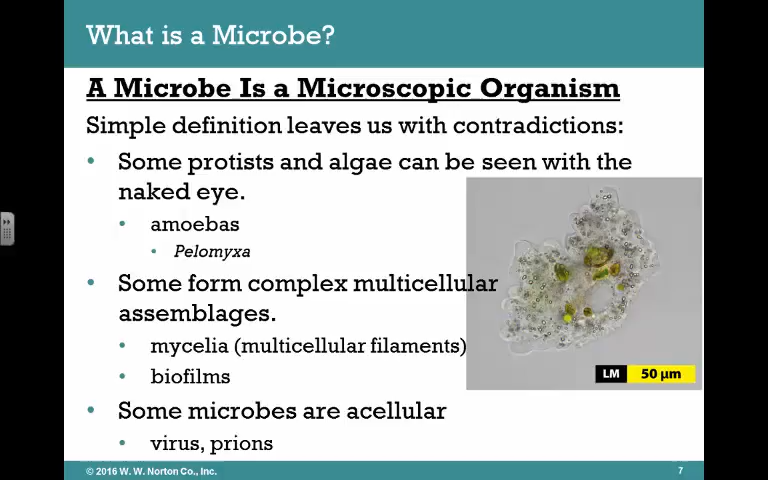 What is a Microbe?
A Microbe Is a Microscopic Organism
Simple definition leaves us with contradictions:
• Some protists and algae can be seen with the
naked eye.
• amoebas
• Pelomyxa
• Some form complex multicellular
assemblages.
• mycelia (multicellular filaments)
• biofilms
• Some microbes are acellular
• virus, prions
LM 50 µm
© 2016 W. W. Norton Co., Inc.
7